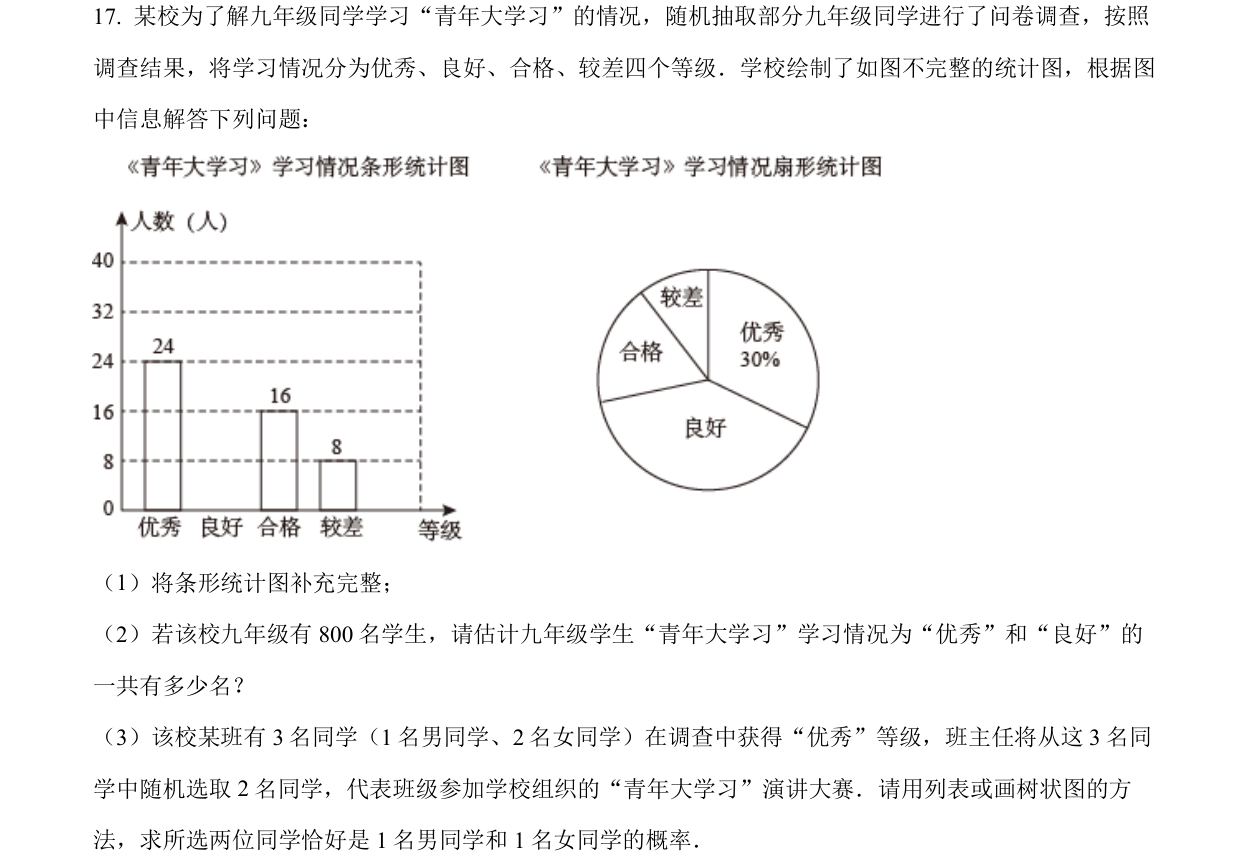 17. 某校为了解九年级同学学习“青年大学习”的情况，随机抽取部分九年级同学进行了问卷调查，按照
调查结果，将学习情况分为优秀、良好、合格、较差四个等级．学校绘制了如图不完整的统计图，根据图
中信息解答下列问题：
《青年大学习》学习情况条形统计图
《青年大学习》学习情况扇形统计图
人数（人）
40
32
24
16
8
0
24
16
8
优秀 良好 合格 较差 等级
较差
优秀
30%
合格
良好
（1）将条形统计图补充完整；
（2）若该校九年级有 800 名学生，请估计九年级学生“青年大学习”学习情况为“优秀”和“良好”的
一共有多少名？
（3）该校某班有 3 名同学（1 名男同学、2 名女同学）在调查中获得“优秀”等级，班主任将从这 3 名同
学中随机选取 2 名同学，代表班级参加学校组织的“青年大学习”演讲大赛．请用列表或画树状图的方
法，求所选两位同学恰好是 1 名男同学和 1 名女同学的概率．